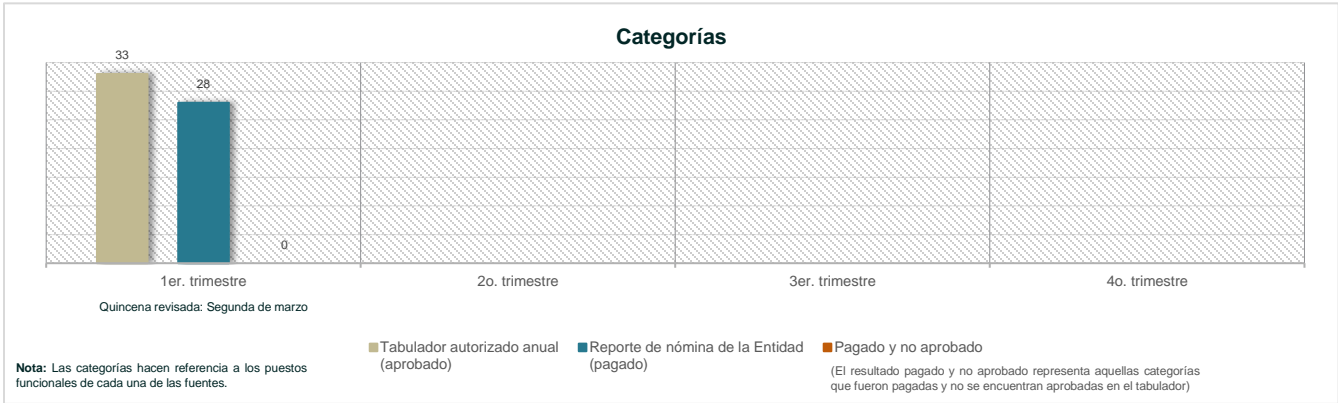 Categorías
33
28
0
1er. trimestre
2o. trimestre
3er. trimestre
4o. trimestre
Quincena revisada: Segunda de marzo
Tabulador autorizado anual
(aprobado)
Reporte de nómina de la Entidad
(pagado)
Pagado y no aprobado
(El resultado pagado y no aprobado representa aquellas categorías
que fueron pagadas y no se encuentran aprobadas en el tabulador)
Nota: Las categorías hacen referencia a los puestos
funcionales de cada una de las fuentes.